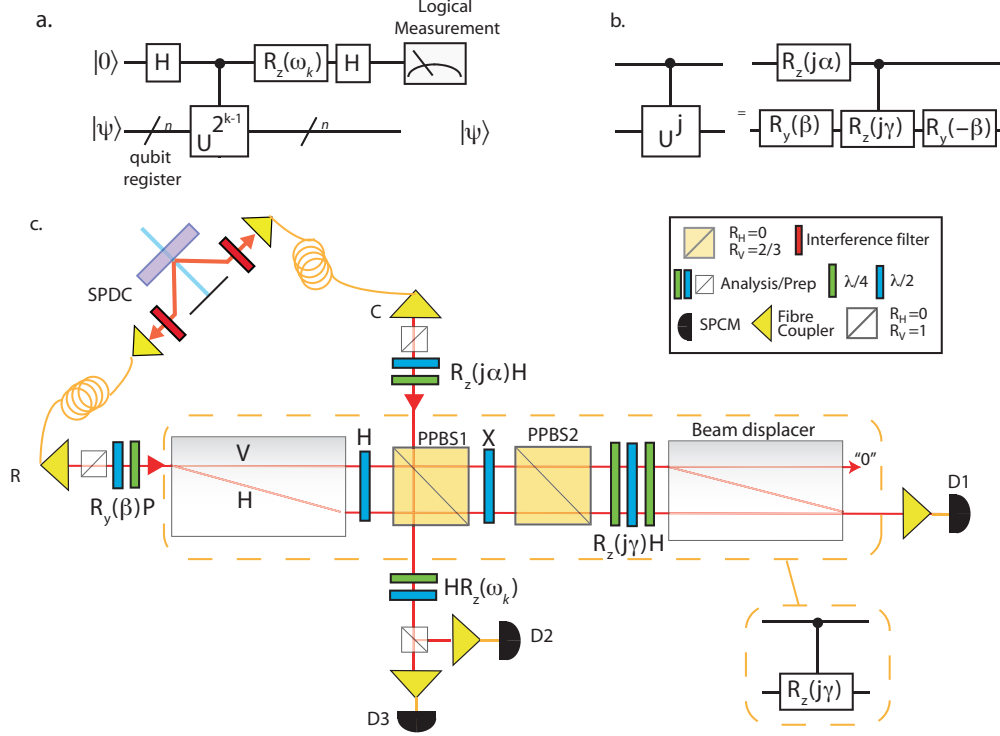 a.
Logical
Measurement
|0⟩ H R_z(ω_k) H
|ψ⟩ n U^{2^{k-1}} n |ψ⟩
qubit
register
b.
R_z(jα)
U^j = R_y(β) R_z(jγ) R_y(-β)
c.
SPDC
C
R_z(jα)H
R_H=0
R_V=2/3
Interference filter
Analysis/Prep λ/4 λ/2
SPCM
Fibre
Coupler
R_H=0
R_V=1
R
R_y(β)P
V
H
H
PPBS1
X
PPBS2
R_z(jγ)H
Beam displacer
"0"
D1
HR_z(ω_k)
D2
D3
R_z(jγ)